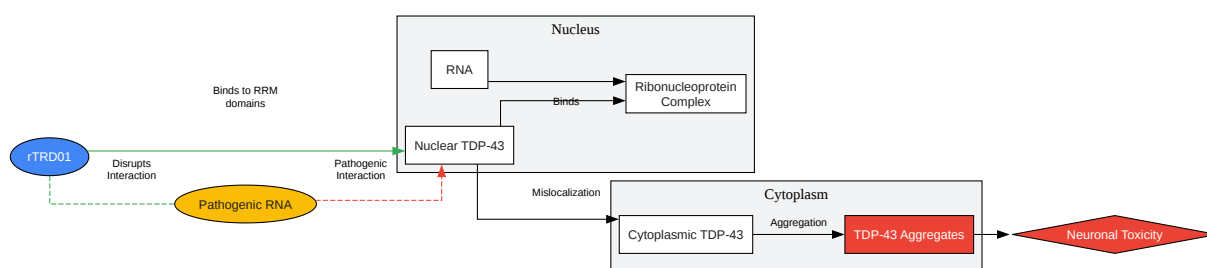 Nucleus
RNA
Ribonucleoprotein
Complex
Binds to RRM
domains
Binds
Nuclear TDP-43
rTRD01
Disrupts
Interaction
Pathogenic
Interaction
Pathogenic RNA
Mislocalization
Cytoplasm
Cytoplasmic TDP-43
Aggregation
TDP-43 Aggregates
Neuronal Toxicity